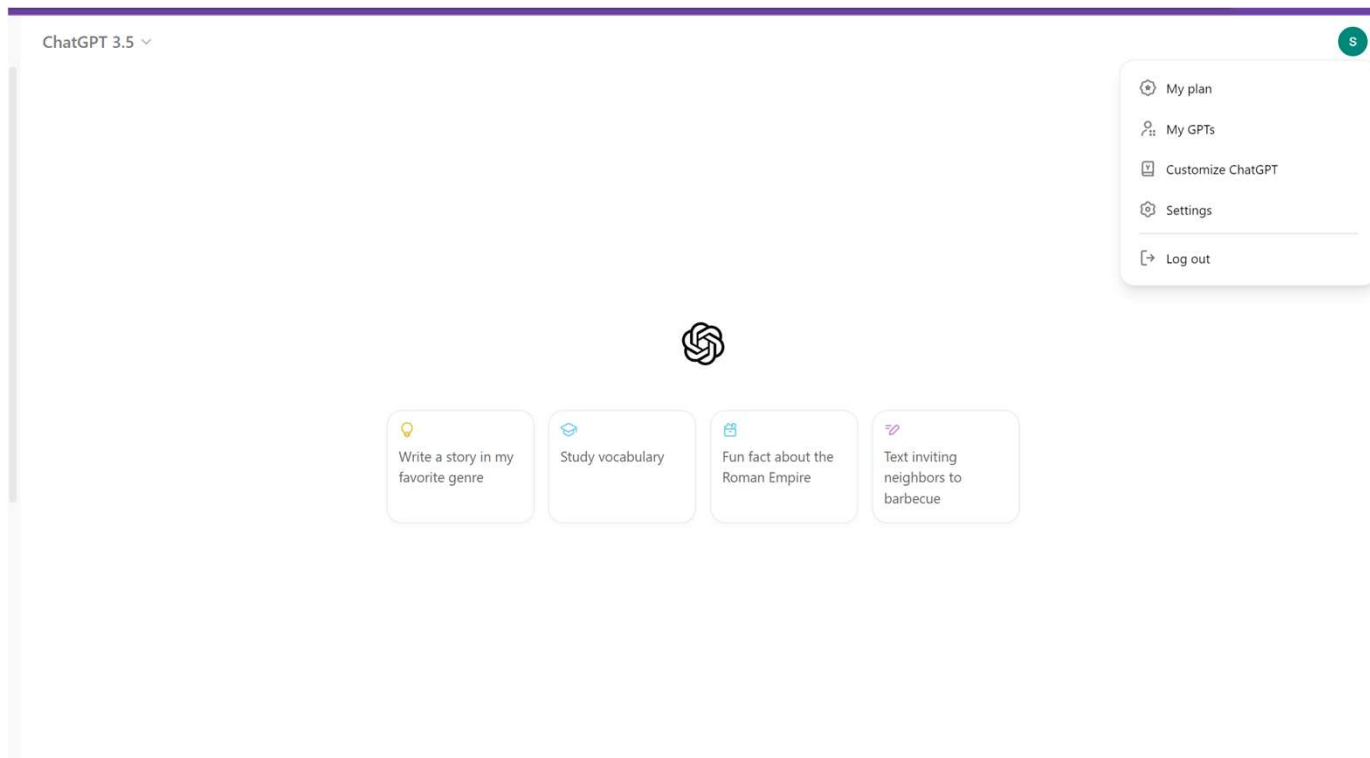 ChatGPT 3.5
S
My plan
My GPTs
Customize ChatGPT
Settings
Log out
Write a story in my
favorite genre
Study vocabulary
Fun fact about the
Roman Empire
Text inviting
neighbors to
barbecue